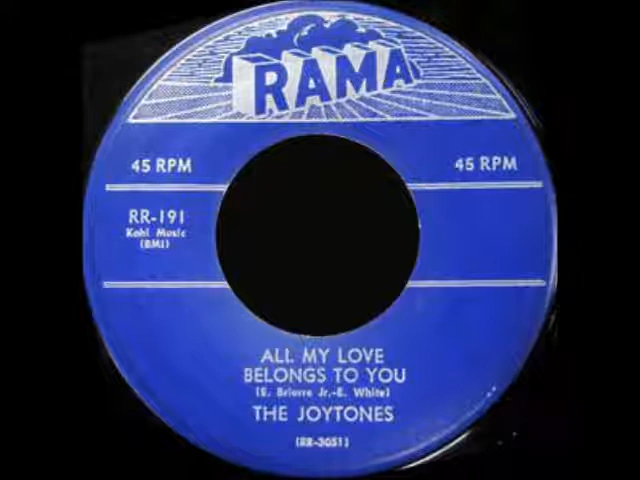 RAMA
45 RPM 45 RPM
RR-191
Kahl Music
(BMI)
ALL MY LOVE
BELONGS TO YOU
(E. Briarre Jr.-E. White)
THE JOYTONES
(RR-3051)